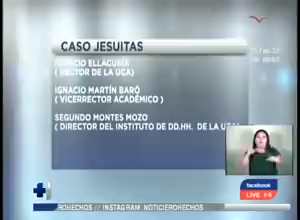 CASO JESUITAS
IGNACIO ELLACURÍA
( RECTOR DE LA UCA)
IGNACIO MARTÍN BARÓ
( VICERRECTOR ACADÉMICO )
SEGUNDO MONTES MOZO
( DIRECTOR DEL INSTITUTO DE DD.HH. DE LA UCA)
facebook
LIVE
ROHECHOS // INSTAGRAM NOTICIEROHECHOS //